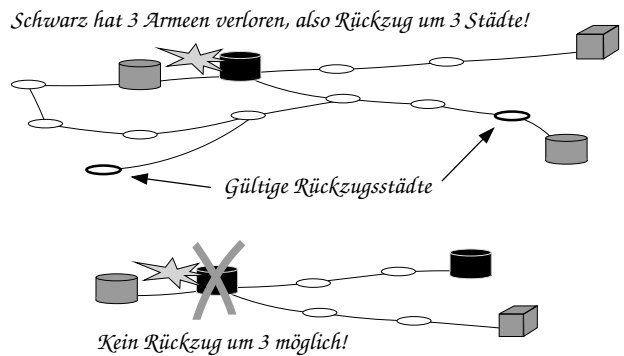 Schwarz hat 3 Armeen verloren, also Rückzug um 3 Städte!
Gültige Rückzugsstädte
Kein Rückzug um 3 möglich!